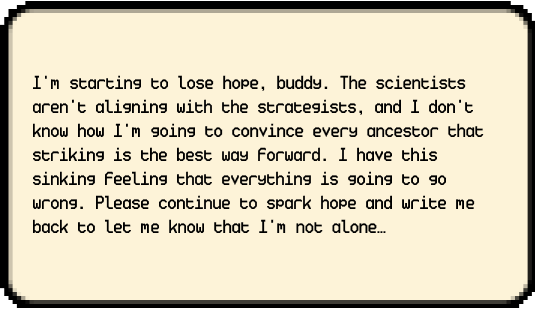 I'm starting to lose hope, buddy. The scientists
aren't aligning with the strategists, and I don't
know how I'm going to convince every ancestor that
striking is the best way forward. I have this
sinking feeling that everything is going to go
wrong. Please continue to spark hope and write me
back to let me know that I'm not alone…